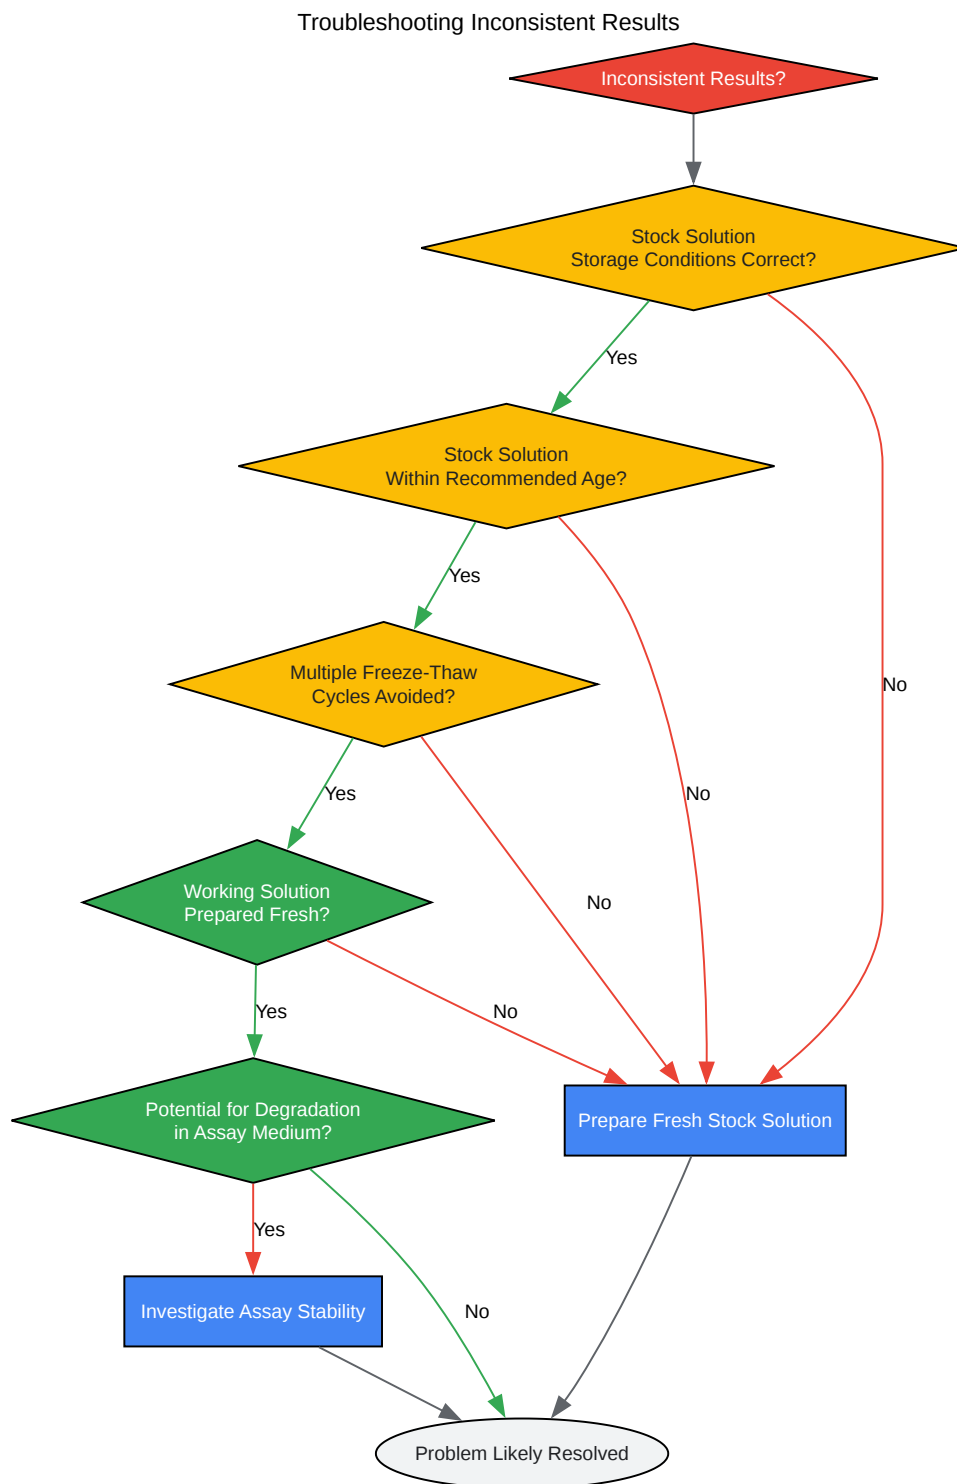 Troubleshooting Inconsistent Results
Inconsistent Results?
Stock Solution
Storage Conditions Correct?
Yes
Stock Solution
Within Recommended Age?
Yes
Multiple Freeze-Thaw
Cycles Avoided?
No
Yes
No
Working Solution
Prepared Fresh?
No
Yes
No
Potential for Degradation
in Assay Medium?
Prepare Fresh Stock Solution
Yes
Investigate Assay Stability
No
Problem Likely Resolved